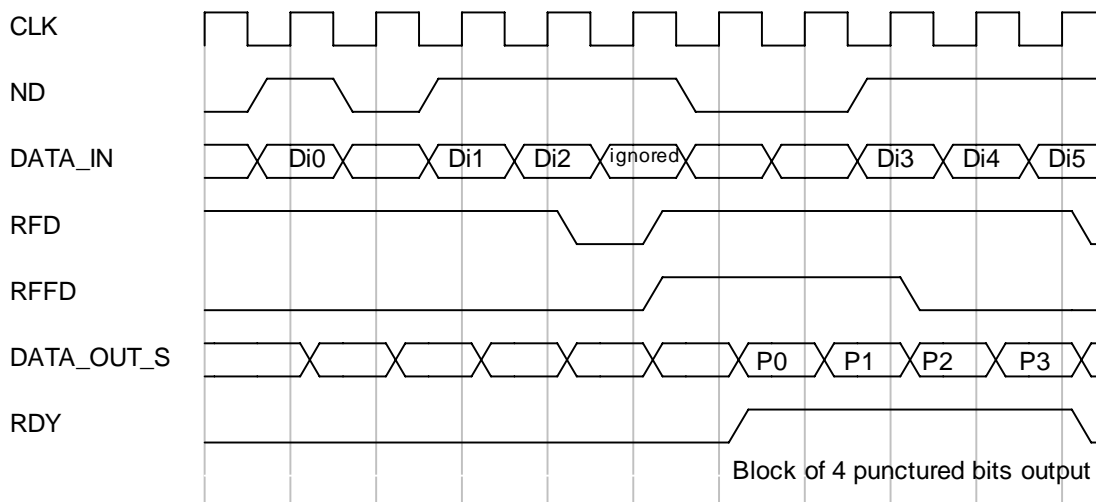 CLK
ND
DATA_IN Di0 Di1 Di2 ignored Di3 Di4 Di5
RFD
RFFD
DATA_OUT_S P0 P1 P2 P3
RDY
Block of 4 punctured bits output